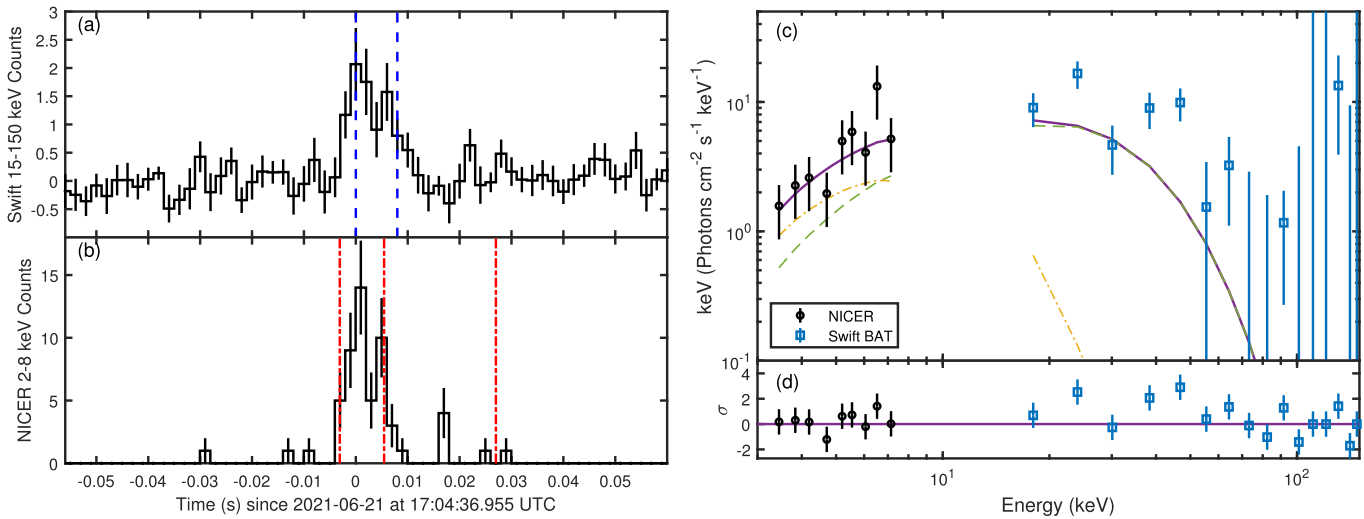 (a)
Swift 15-150 keV Counts
3
2.5
2
1.5
1
0.5
0
-0.5
(b)
NICER 2-8 keV Counts
15
10
5
0
-0.05 -0.04 -0.03 -0.02 -0.01 0 0.01 0.02 0.03 0.04 0.05
Time (s) since 2021-06-21 at 17:04:36.955 UTC
(c)
keV (Photons cm-2 s-1 keV-1)
10^1
10^0
10^-1
NICER
Swift BAT
(d)
σ
4
2
0
-2
10^1 10^2
Energy (keV)